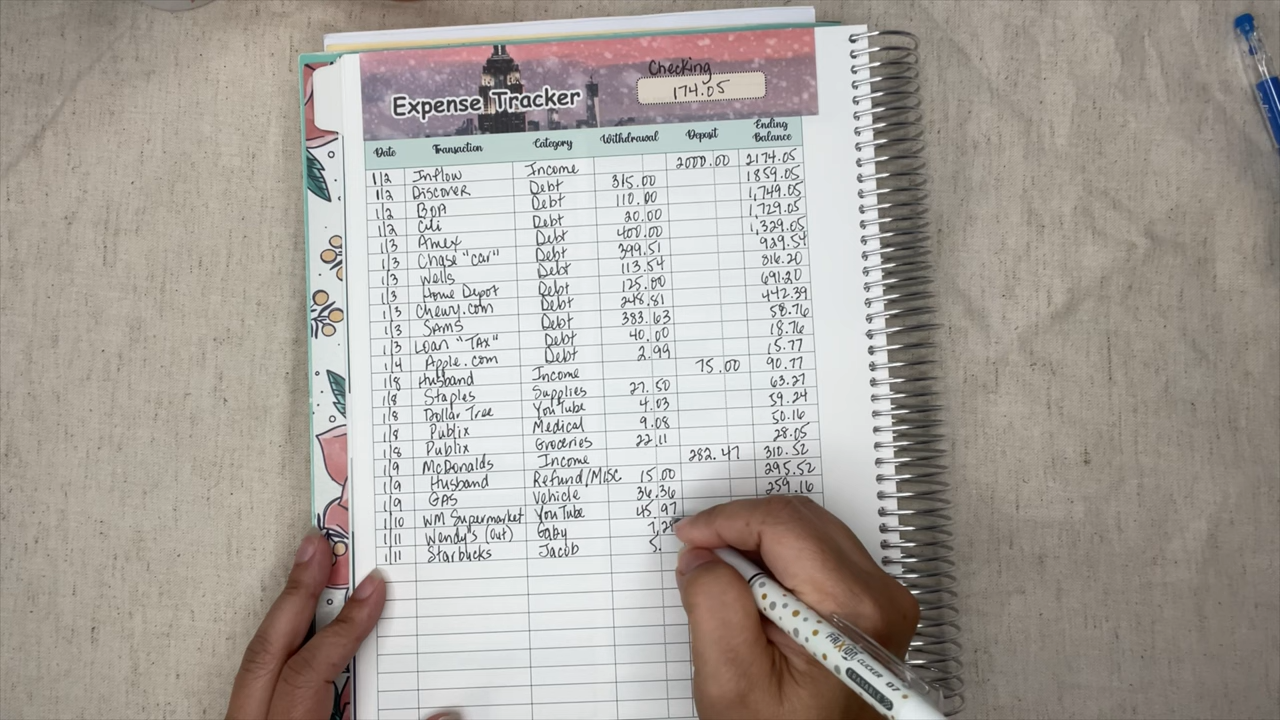 Checking
Expense Tracker 174.05
Date Transaction Category Withdrawal Deposit Ending Balance
1/2 Inflow Income 2000.00 2174.05
1/2 Discover Debt 315.00 1859.05
1/2 BOA Debt 110.00 1,749.05
1/2 Citi Debt 20.00 1,729.05
1/3 Amex Debt 400.00 1,329.05
1/3 Chase "car" Debt 399.51 929.54
1/3 Wells Debt 113.54 816.20
1/3 Home Depot Debt 125.00 691.20
1/3 Chewy.com Debt 248.81 442.39
1/3 SAMS Debt 383.63 58.76
1/3 Loan "TAX" Debt 40.00 18.76
1/4 Apple.com Debt 2.99 15.77
1/8 Husband Income 75.00 90.77
1/8 Staples Supplies 27.50 63.27
1/8 Dollar Tree YouTube 4.03 59.24
1/8 Publix Medical 9.08 50.16
1/8 Publix Groceries 22.11 28.05
1/9 McDonalds Income 282.47 310.52
1/9 Husband Refund/MISC 15.00 295.52
1/9 GAS Vehicle 36.36 259.16
1/10 WM Supermarket YouTube 45.97
1/11 Wendy's (out) Gaby 7.28
1/11 Starbucks Jacob 5.
FRIXION CLICKER 07